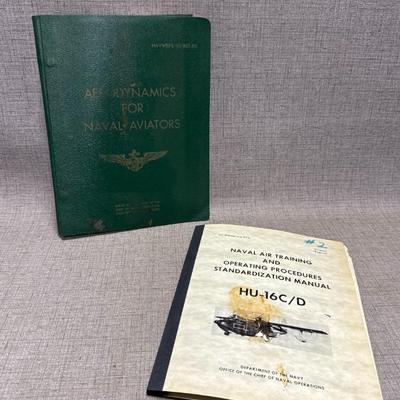 AERODYNAMICS
FOR
NAVAL AVIATORS
#2
NAVAL AIR TRAINING
AND
OPERATING PROCEDURES
STANDARDIZATION MANUAL
HU-16C/D
DEPARTMENT OF THE NAVY
OFFICE OF THE CHIEF OF NAVAL OPERATIONS